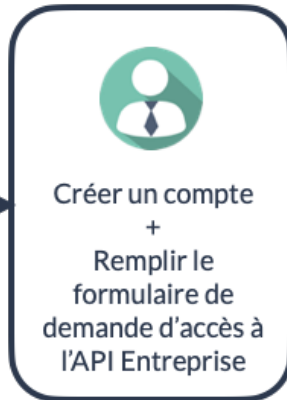 Créer un compte
+
Remplir le
formulaire de
demande d'accès à
l'API Entreprise